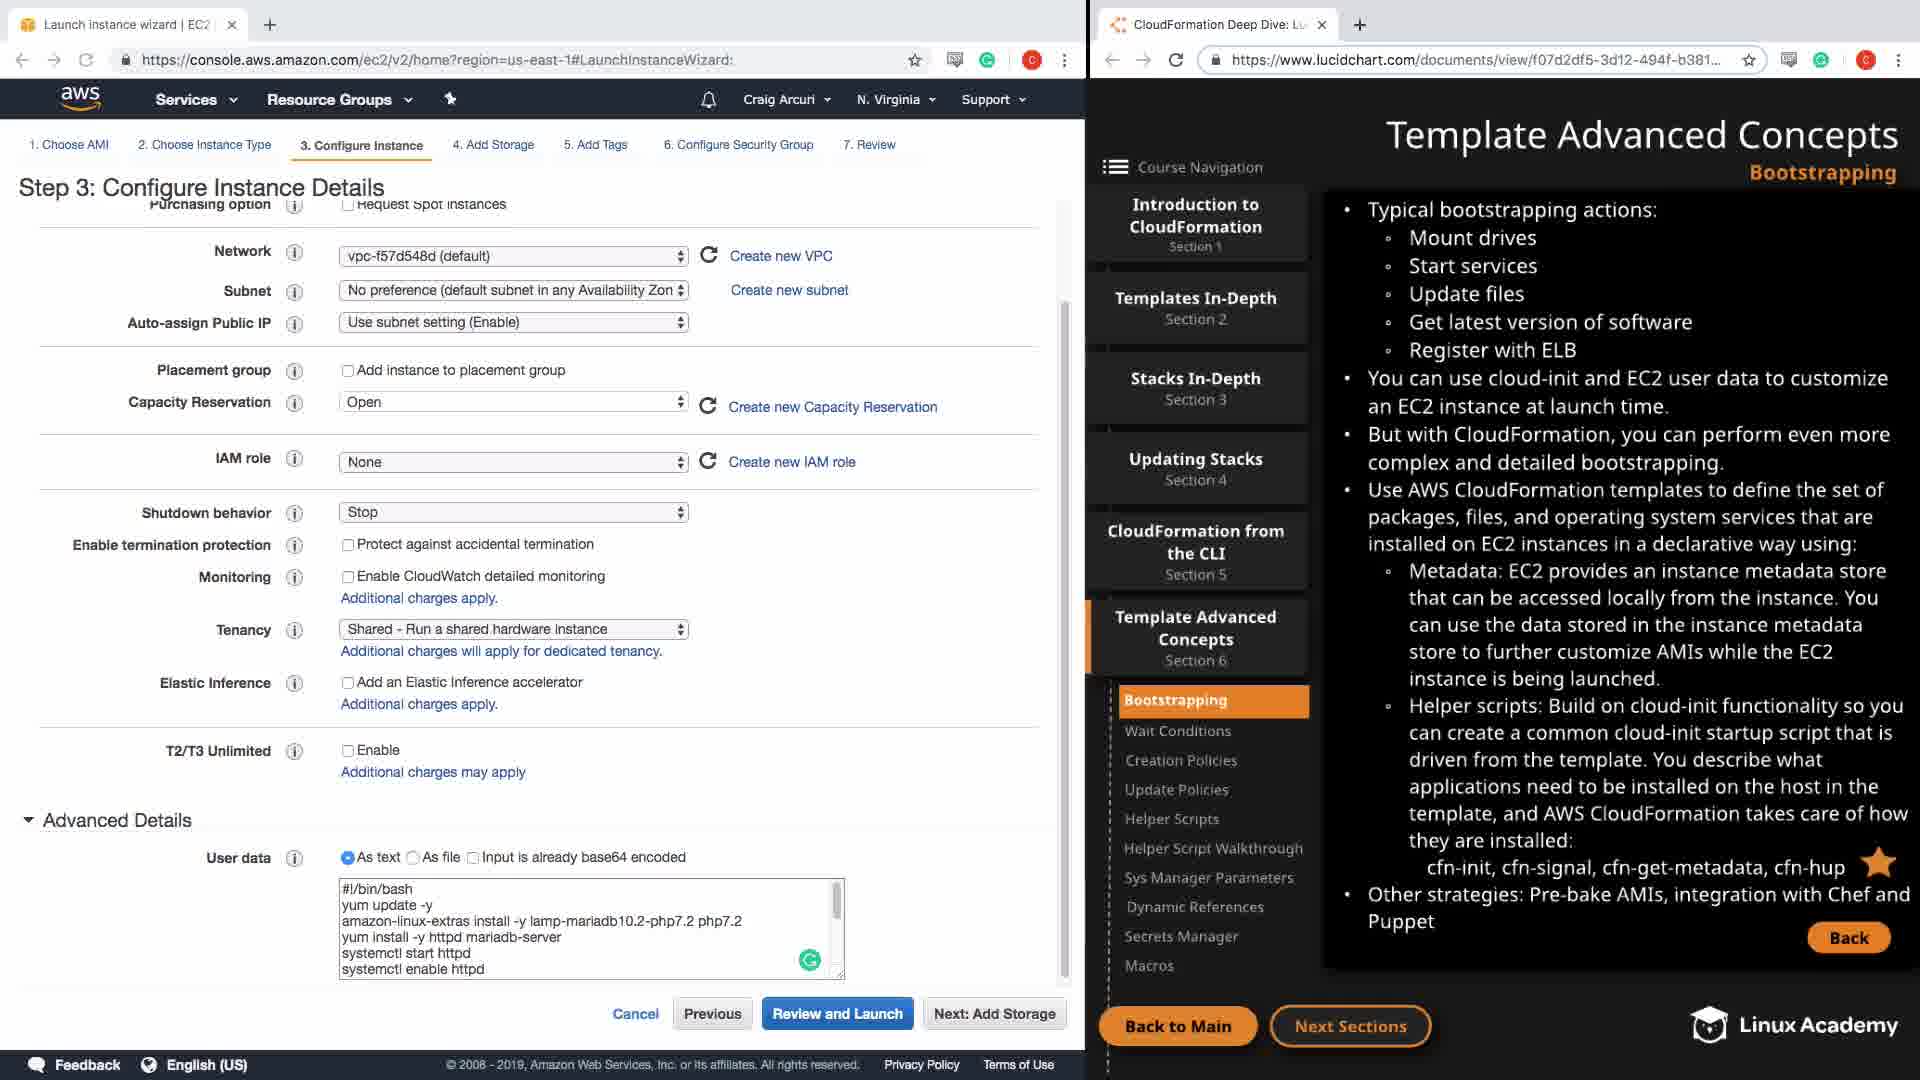 Launch instance wizard | EC2
https://console.aws.amazon.com/ec2/v2/home?region=us-east-1#LaunchInstanceWizard:
C
aws
Services
Resource Groups
Craig Arcuri
N. Virginia
Support
1. Choose AMI
2. Choose Instance Type
3. Configure Instance
4. Add Storage
5. Add Tags
6. Configure Security Group
7. Review
Step 3: Configure Instance Details
Purchasing option
Request Spot instances
Network
vpc-f57d548d (default)
Create new VPC
Subnet
No preference (default subnet in any Availability Zon
Create new subnet
Auto-assign Public IP
Use subnet setting (Enable)
Placement group
Add instance to placement group
Capacity Reservation
Open
Create new Capacity Reservation
IAM role
None
Create new IAM role
Shutdown behavior
Stop
Enable termination protection
Protect against accidental termination
Monitoring
Enable CloudWatch detailed monitoring
Additional charges apply.
Tenancy
Shared - Run a shared hardware instance
Additional charges will apply for dedicated tenancy.
Elastic Inference
Add an Elastic Inference accelerator
Additional charges apply.
T2/T3 Unlimited
Enable
Additional charges may apply
Advanced Details
User data
As text
As file
Input is already base64 encoded
#!/bin/bash
yum update -y
amazon-linux-extras install -y lamp-mariadb10.2-php7.2 php7.2
yum install -y httpd mariadb-server
systemctl start httpd
systemctl enable httpd
Cancel
Previous
Review and Launch
Next: Add Storage
Feedback
English (US)
© 2008 - 2019, Amazon Web Services, Inc. or its affiliates. All rights reserved.
Privacy Policy
Terms of Use
CloudFormation Deep Dive: Lu
https://www.lucidchart.com/documents/view/f07d2df5-3d12-494f-b381...
C
Template Advanced Concepts
Bootstrapping
Course Navigation
Introduction to
CloudFormation
Section 1
Templates In-Depth
Section 2
Stacks In-Depth
Section 3
Updating Stacks
Section 4
CloudFormation from
the CLI
Section 5
Template Advanced
Concepts
Section 6
Bootstrapping
Wait Conditions
Creation Policies
Update Policies
Helper Scripts
Helper Script Walkthrough
Sys Manager Parameters
Dynamic References
Secrets Manager
Macros
• Typical bootstrapping actions:
◦ Mount drives
◦ Start services
◦ Update files
◦ Get latest version of software
◦ Register with ELB
• You can use cloud-init and EC2 user data to customize
an EC2 instance at launch time.
• But with CloudFormation, you can perform even more
complex and detailed bootstrapping.
• Use AWS CloudFormation templates to define the set of
packages, files, and operating system services that are
installed on EC2 instances in a declarative way using:
◦ Metadata: EC2 provides an instance metadata store
that can be accessed locally from the instance. You
can use the data stored in the instance metadata
store to further customize AMIs while the EC2
instance is being launched.
◦ Helper scripts: Build on cloud-init functionality so you
can create a common cloud-init startup script that is
driven from the template. You describe what
applications need to be installed on the host in the
template, and AWS CloudFormation takes care of how
they are installed:
cfn-init, cfn-signal, cfn-get-metadata, cfn-hup
• Other strategies: Pre-bake AMIs, integration with Chef and
Puppet
Back
Back to Main
Next Sections
Linux Academy